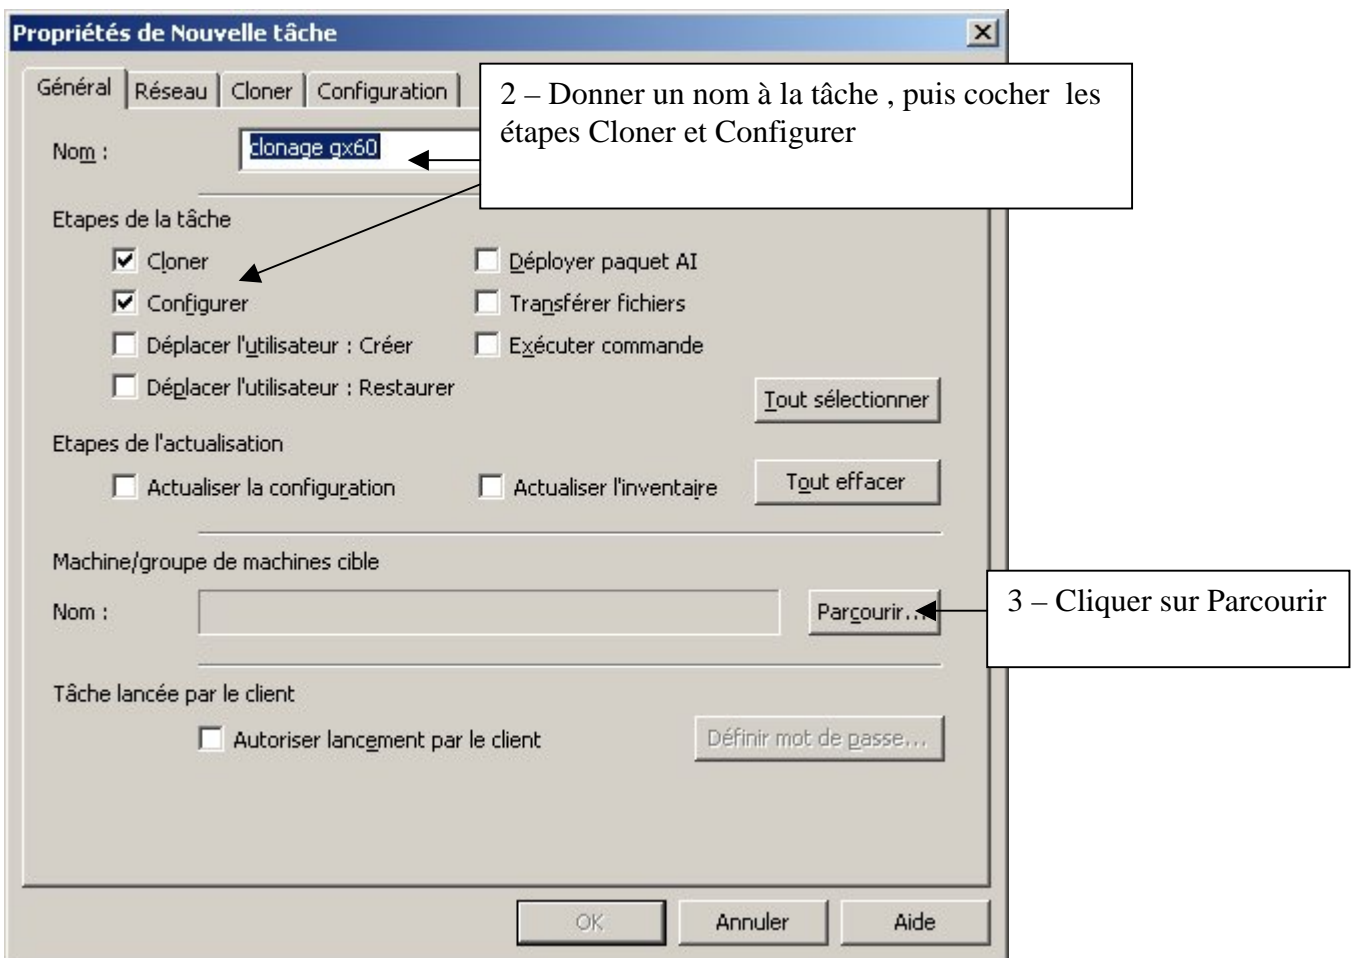 Propriétés de Nouvelle tâche
Général Réseau Cloner Configuration
2 – Donner un nom à la tâche , puis cocher les
étapes Cloner et Configurer
Nom : clonage gx60
Etapes de la tâche
Cloner Déployer paquet AI
Configurer Transférer fichiers
Déplacer l'utilisateur : Créer Exécuter commande
Déplacer l'utilisateur : Restaurer
Tout sélectionner
Etapes de l'actualisation
Actualiser la configuration Actualiser l'inventaire Tout effacer
Machine/groupe de machines cible
Nom : Parcourir...
3 – Cliquer sur Parcourir
Tâche lancée par le client
Autoriser lancement par le client Définir mot de passe...
OK Annuler Aide